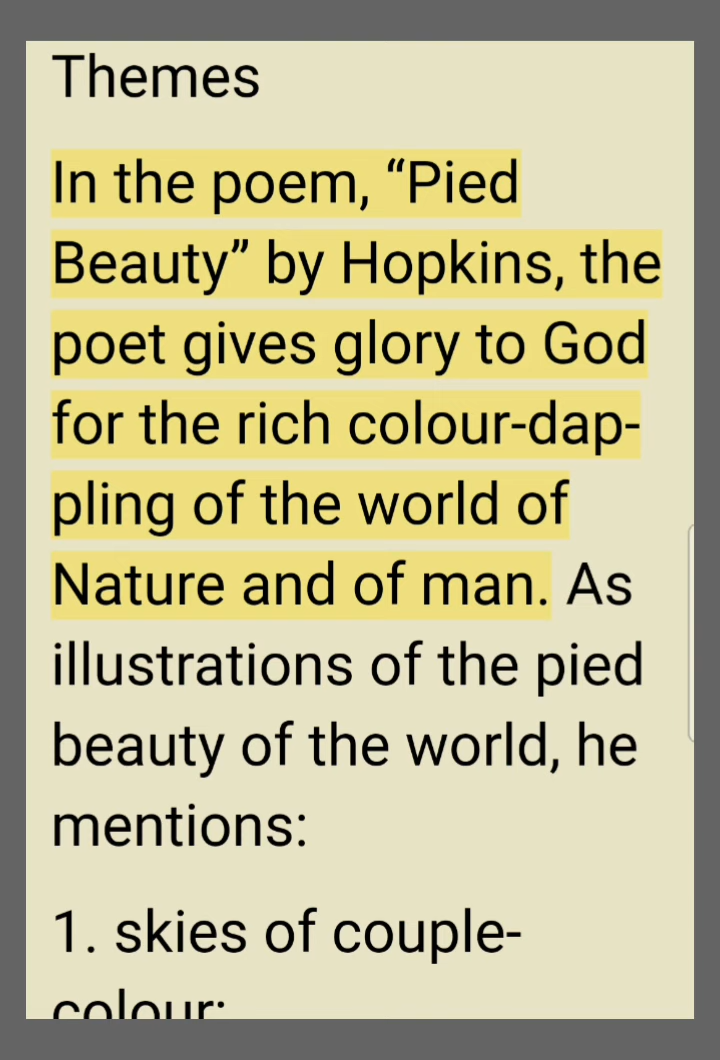 Themes
In the poem, “Pied
Beauty” by Hopkins, the
poet gives glory to God
for the rich colour-dap-
pling of the world of
Nature and of man. As
illustrations of the pied
beauty of the world, he
mentions:
1. skies of couple-
colour;